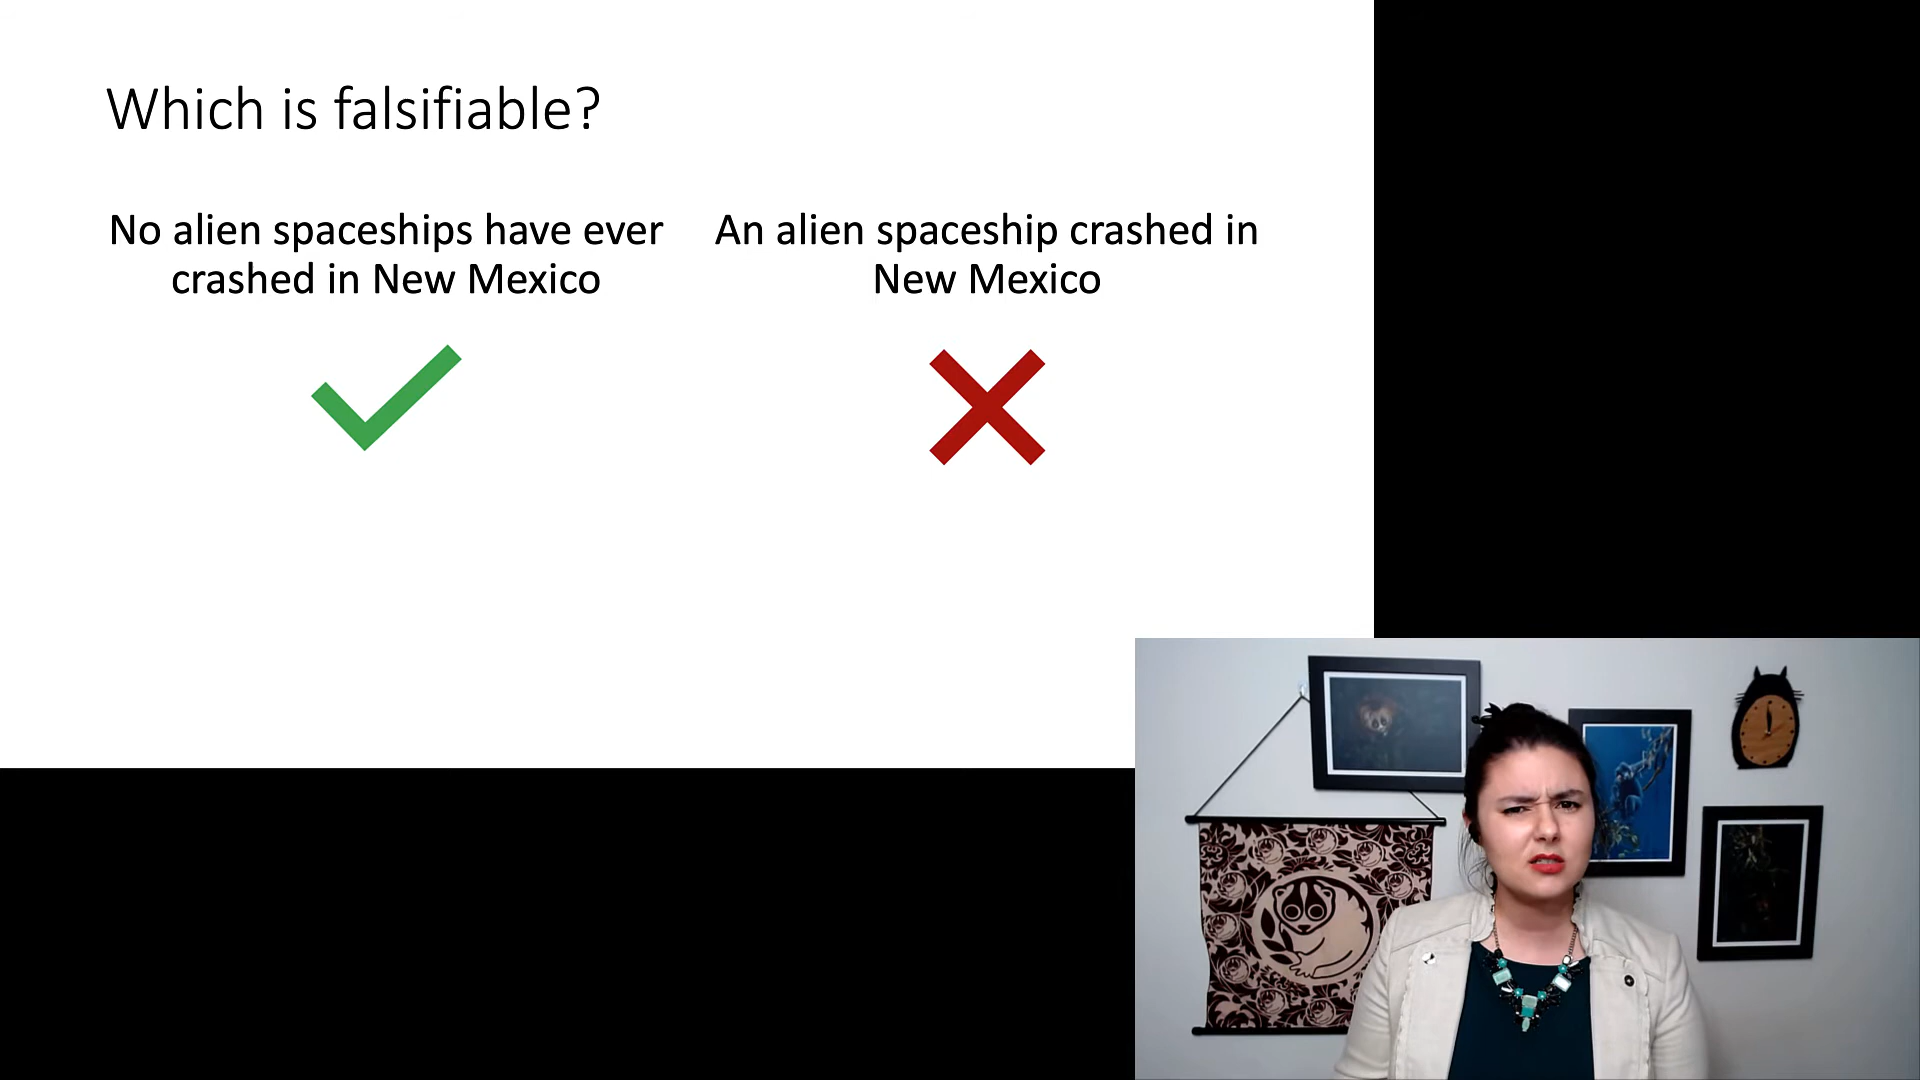 Which is falsifiable?
No alien spaceships have ever
crashed in New Mexico
An alien spaceship crashed in
New Mexico